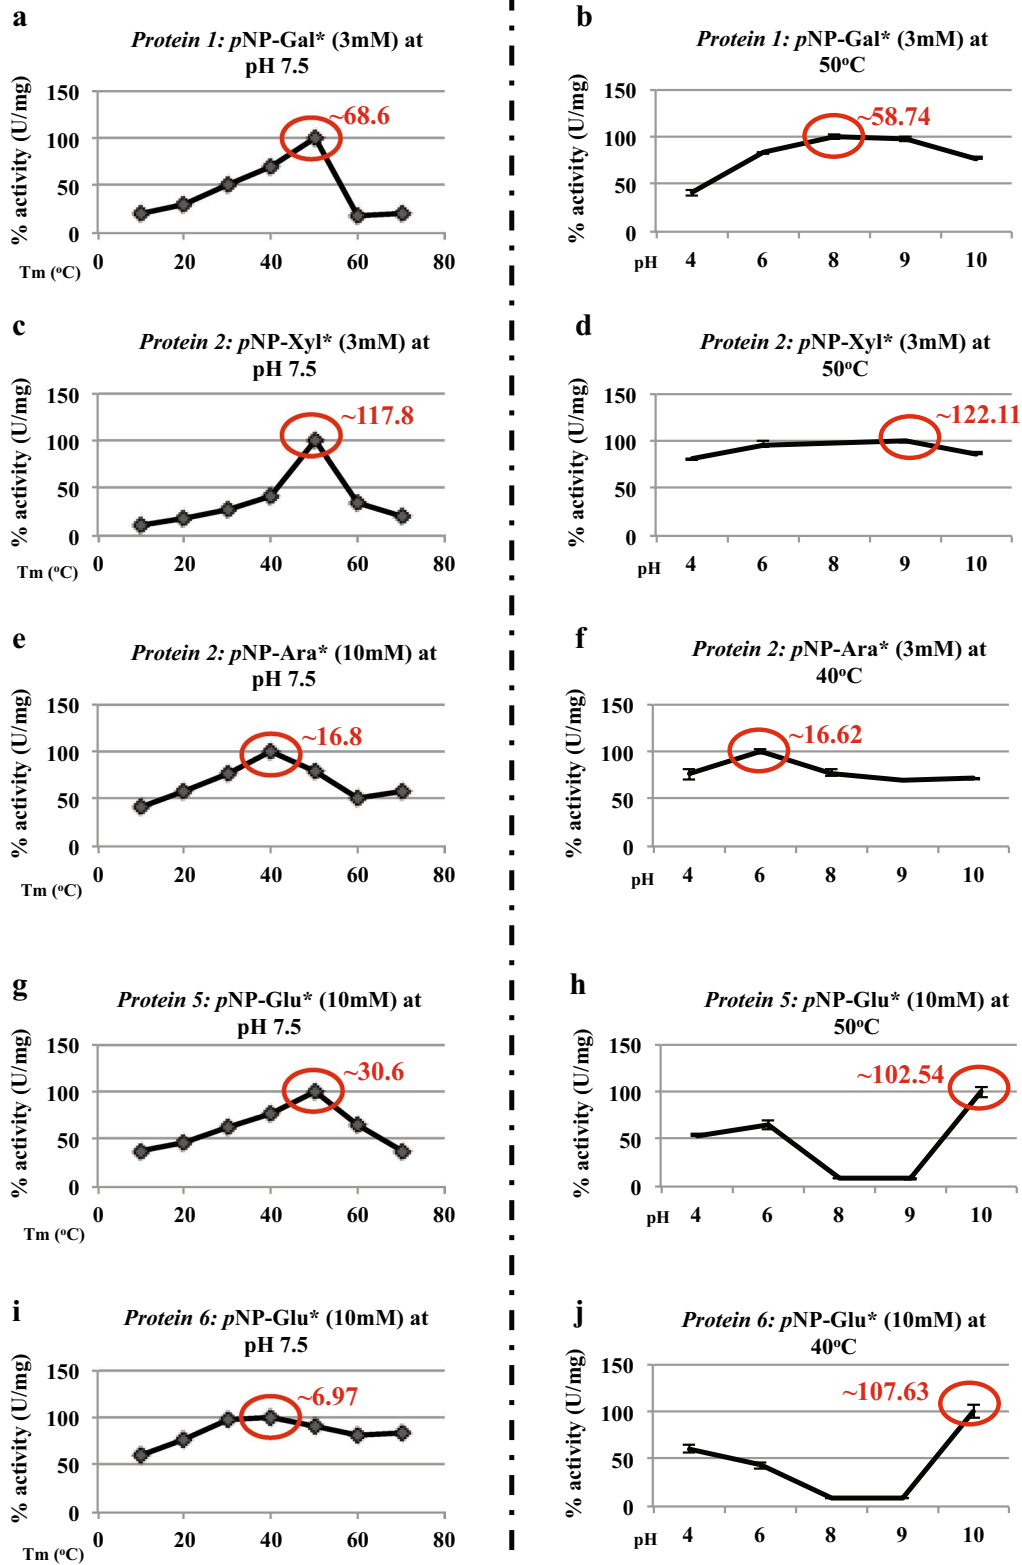 a
Protein 1: pNP-Gal* (3mM) at
pH 7.5
% activity (U/mg)
150
100
50
0
~68.6
Tm (°C)
0 20 40 60 80
b
Protein 1: pNP-Gal* (3mM) at
50°C
% activity (U/mg)
150
100
50
0
~58.74
pH
4 6 8 9 10
c
Protein 2: pNP-Xyl* (3mM) at
pH 7.5
% activity (U/mg)
150
100
50
0
~117.8
Tm (°C)
0 20 40 60 80
d
Protein 2: pNP-Xyl* (3mM) at
50°C
% activity (U/mg)
150
100
50
0
~122.11
pH
4 6 8 9 10
e
Protein 2: pNP-Ara* (10mM) at
pH 7.5
% activity (U/mg)
150
100
50
0
~16.8
Tm (°C)
0 20 40 60 80
f
Protein 2: pNP-Ara* (3mM) at
40°C
% activity (U/mg)
150
100
50
0
~16.62
pH
4 6 8 9 10
g
Protein 5: pNP-Glu* (10mM) at
pH 7.5
% activity (U/mg)
150
100
50
0
~30.6
Tm (°C)
0 20 40 60 80
h
Protein 5: pNP-Glu* (10mM) at
50°C
% activity (U/mg)
150
100
50
0
~102.54
pH
4 6 8 9 10
i
Protein 6: pNP-Glu* (10mM) at
pH 7.5
% activity (U/mg)
150
100
50
0
~6.97
Tm (°C)
0 20 40 60 80
j
Protein 6: pNP-Glu* (10mM) at
40°C
% activity (U/mg)
150
100
50
0
~107.63
pH
4 6 8 9 10